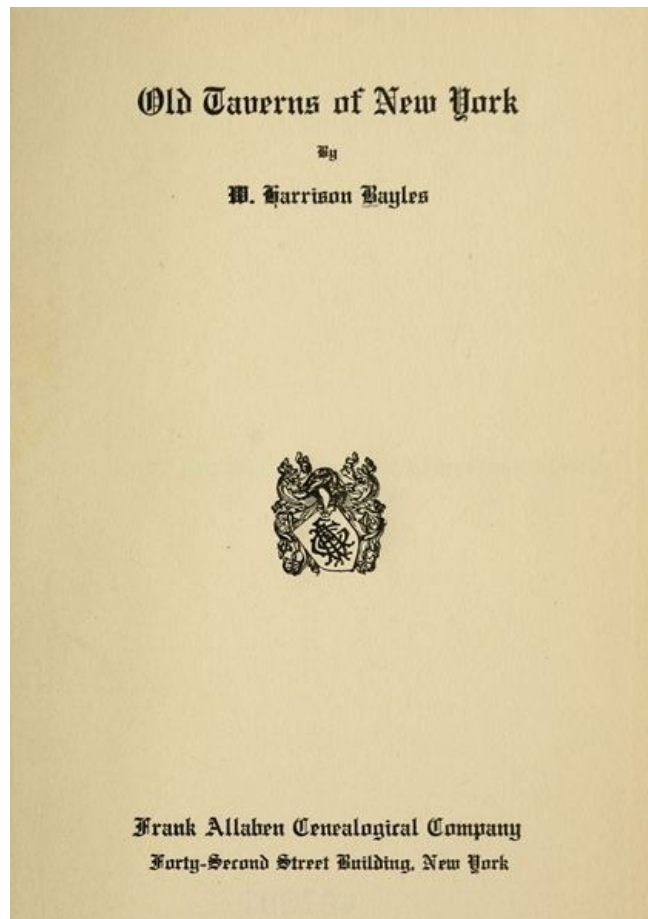 Old Taverns of New York
By
W. Harrison Bayles
Frank Allaben Genealogical Company
Forty-Second Street Building, New York